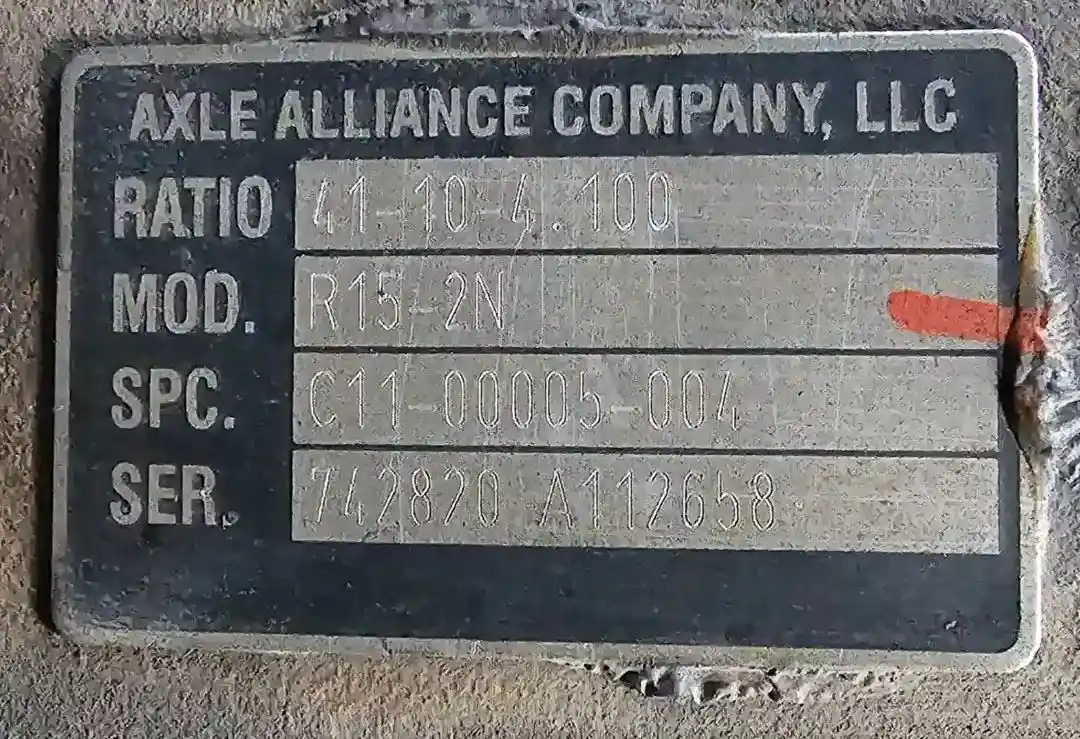 AXLE ALLIANCE COMPANY, LLC
RATIO 41-10-4.100
MOD. R15-2N
SPC. C11-00005-004
SER. 742820 A112658